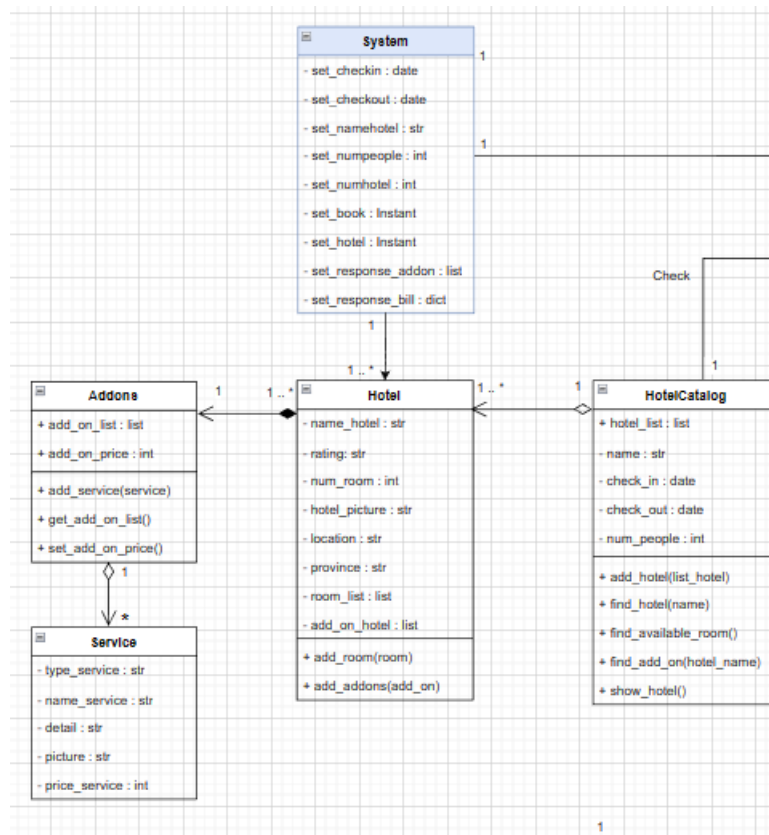 System
- set_checkin : date
- set_checkout : date
- set_namehotel : str
- set_numpeople : int
- set_numhotel : int
- set_book : Instant
- set_hotel : Instant
- set_response_addon : list
- set_response_bill : dict
1
1
Check
1
1
1 .. *
Addons
+ add_on_list : list
+ add_on_price : int
+ add_service(service)
+ get_add_on_list()
+ set_add_on_price()
1
1 .. *
Hotel
- name_hotel : str
- rating: str
- num_room : int
- hotel_picture : str
- location : str
- province : str
- room_list : list
- add_on_hotel : list
+ add_room(room)
+ add_addons(add_on)
1 .. *
1
HotelCatalog
+ hotel_list : list
- name : str
- check_in : date
- check_out : date
- num_people : int
+ add_hotel(list_hotel)
+ find_hotel(name)
+ find_available_room()
+ find_add_on(hotel_name)
+ show_hotel()
1
*
Service
- type_service : str
- name_service : str
- detail : str
- picture : str
- price_service : int
1